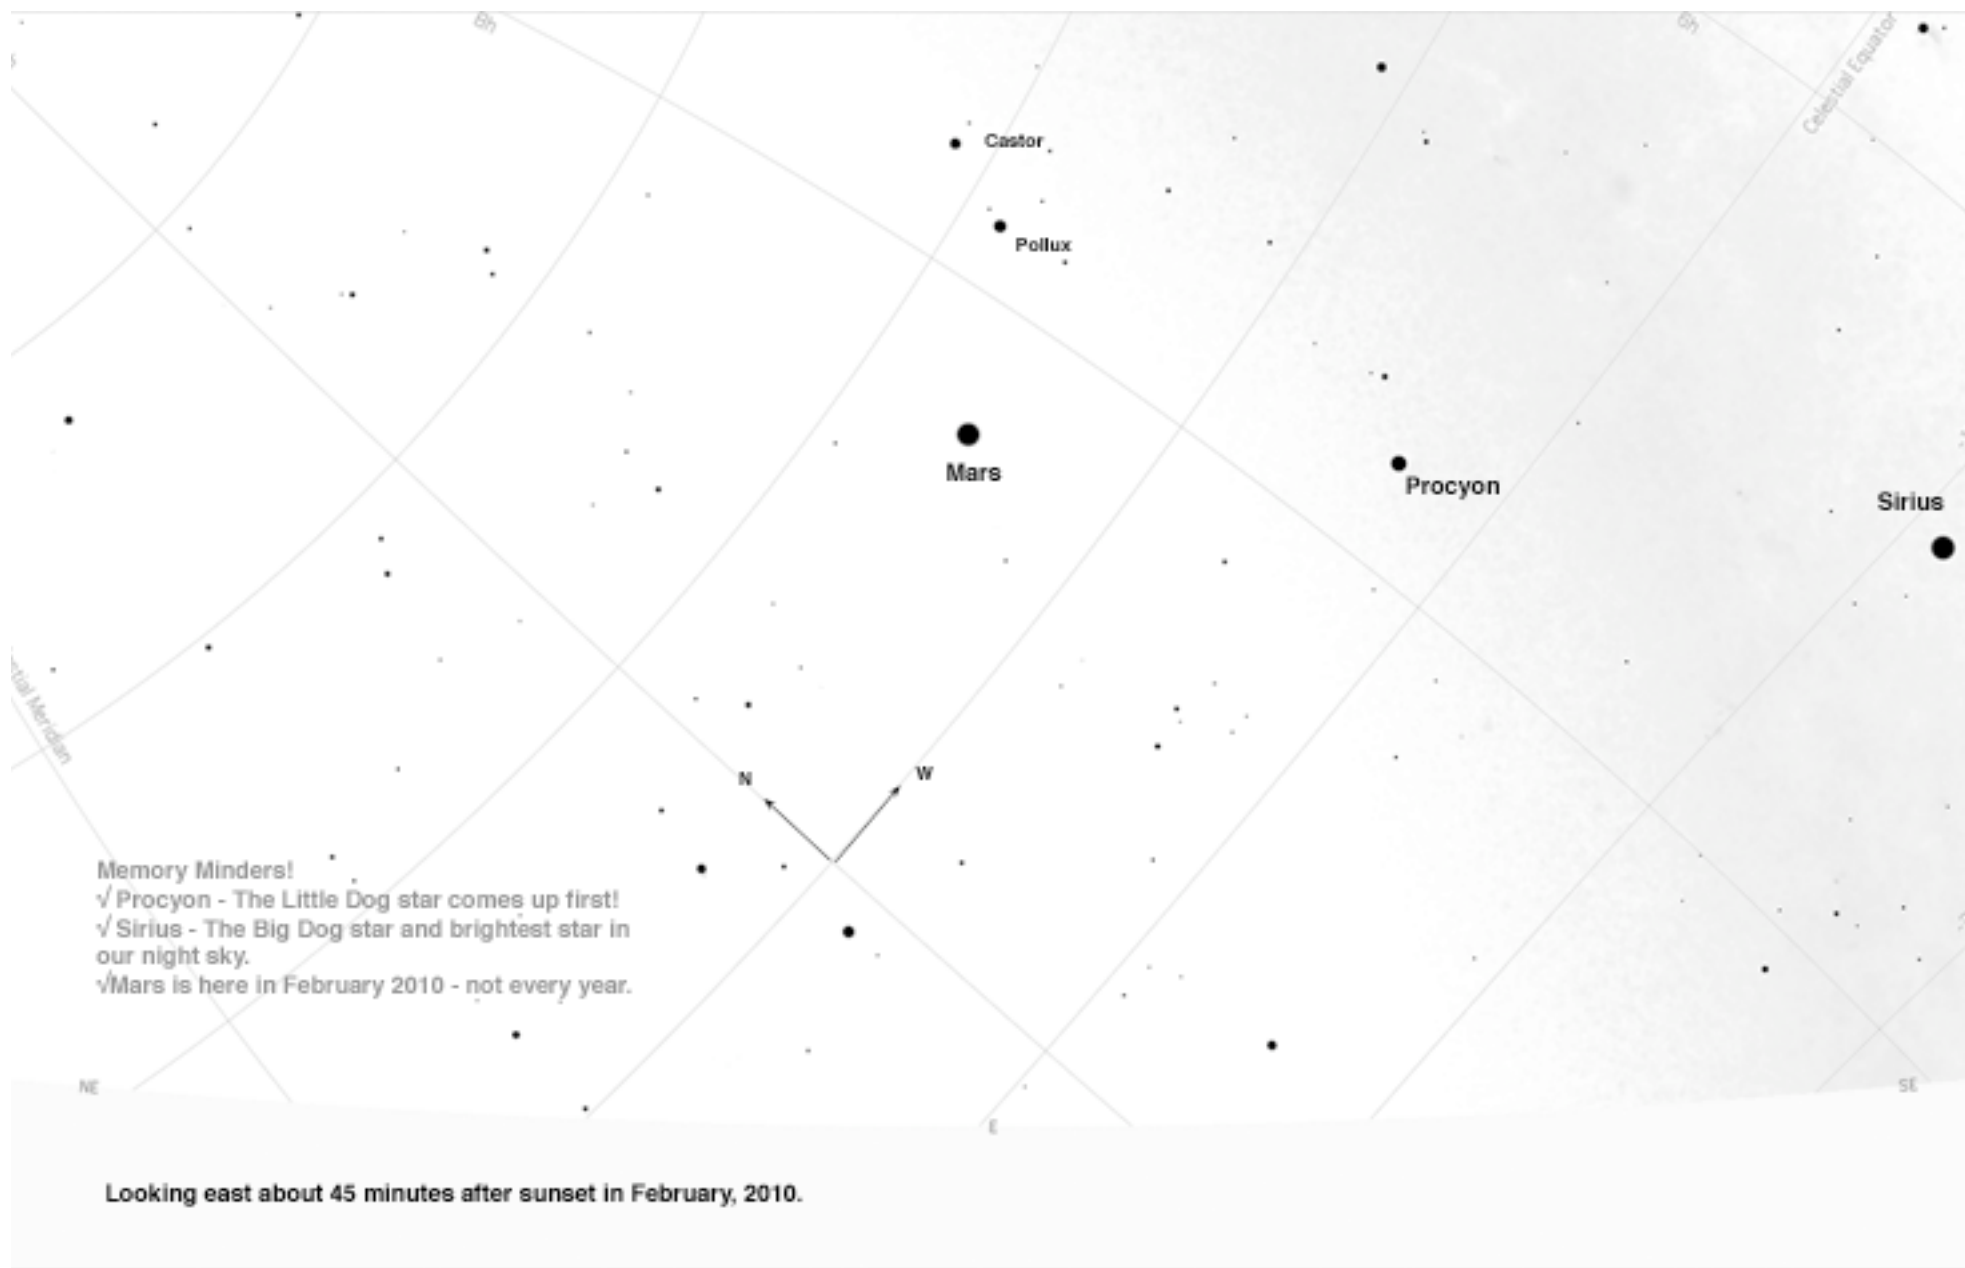 8h
6h
Celestial Equator
Castor
Pollux
Mars
Procyon
Sirius
Meridian
N
W
Memory Minders!
√ Procyon - The Little Dog star comes up first!
√ Sirius - The Big Dog star and brightest star in
our night sky.
√Mars is here in February 2010 - not every year.
NE
SE
E
Looking east about 45 minutes after sunset in February, 2010.